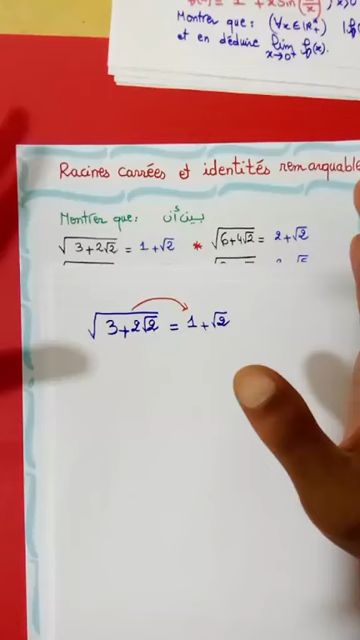 Montrer que: (∀x∈ℝ*₊)
et en déduire lim f(x).
x→0⁺
Racines carrées et identités remarquable
Montrer que: بين أن
√(3+2√2) = 1+√2 * √(6+4√2) = 2+√2
√(3+2√2) = 1+√2